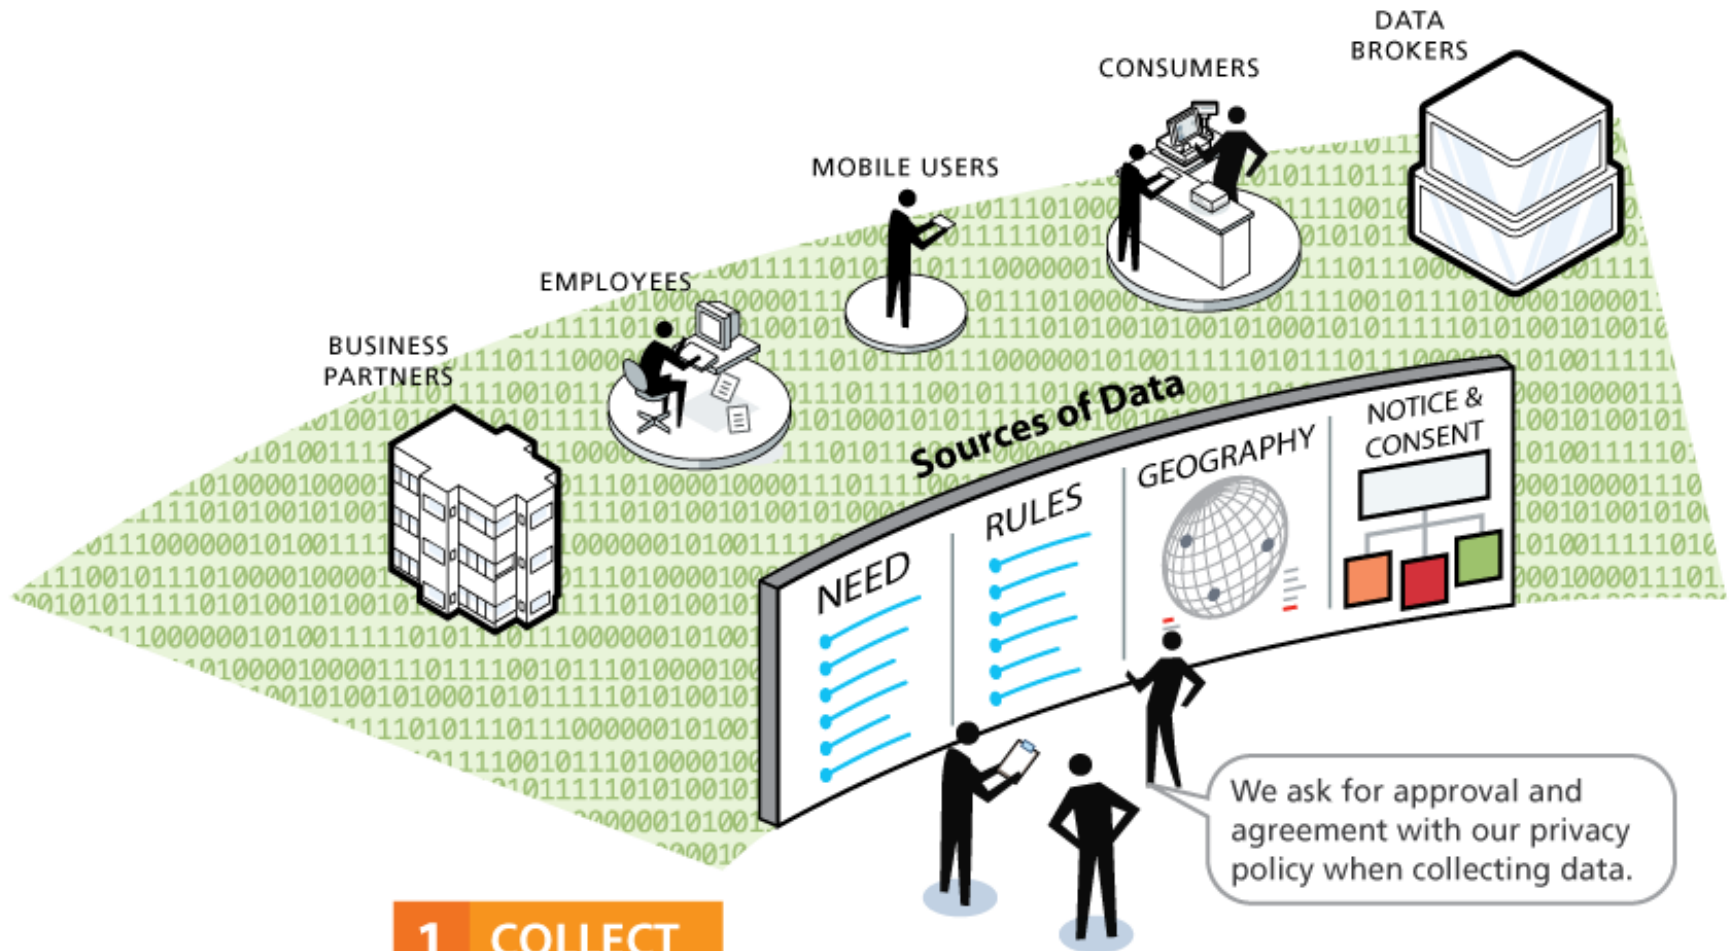 DATA
BROKERS
CONSUMERS
MOBILE USERS
EMPLOYEES
BUSINESS
PARTNERS
Sources of Data
NEED
RULES
GEOGRAPHY
NOTICE &
CONSENT
We ask for approval and
agreement with our privacy
policy when collecting data.
1 COLLECT